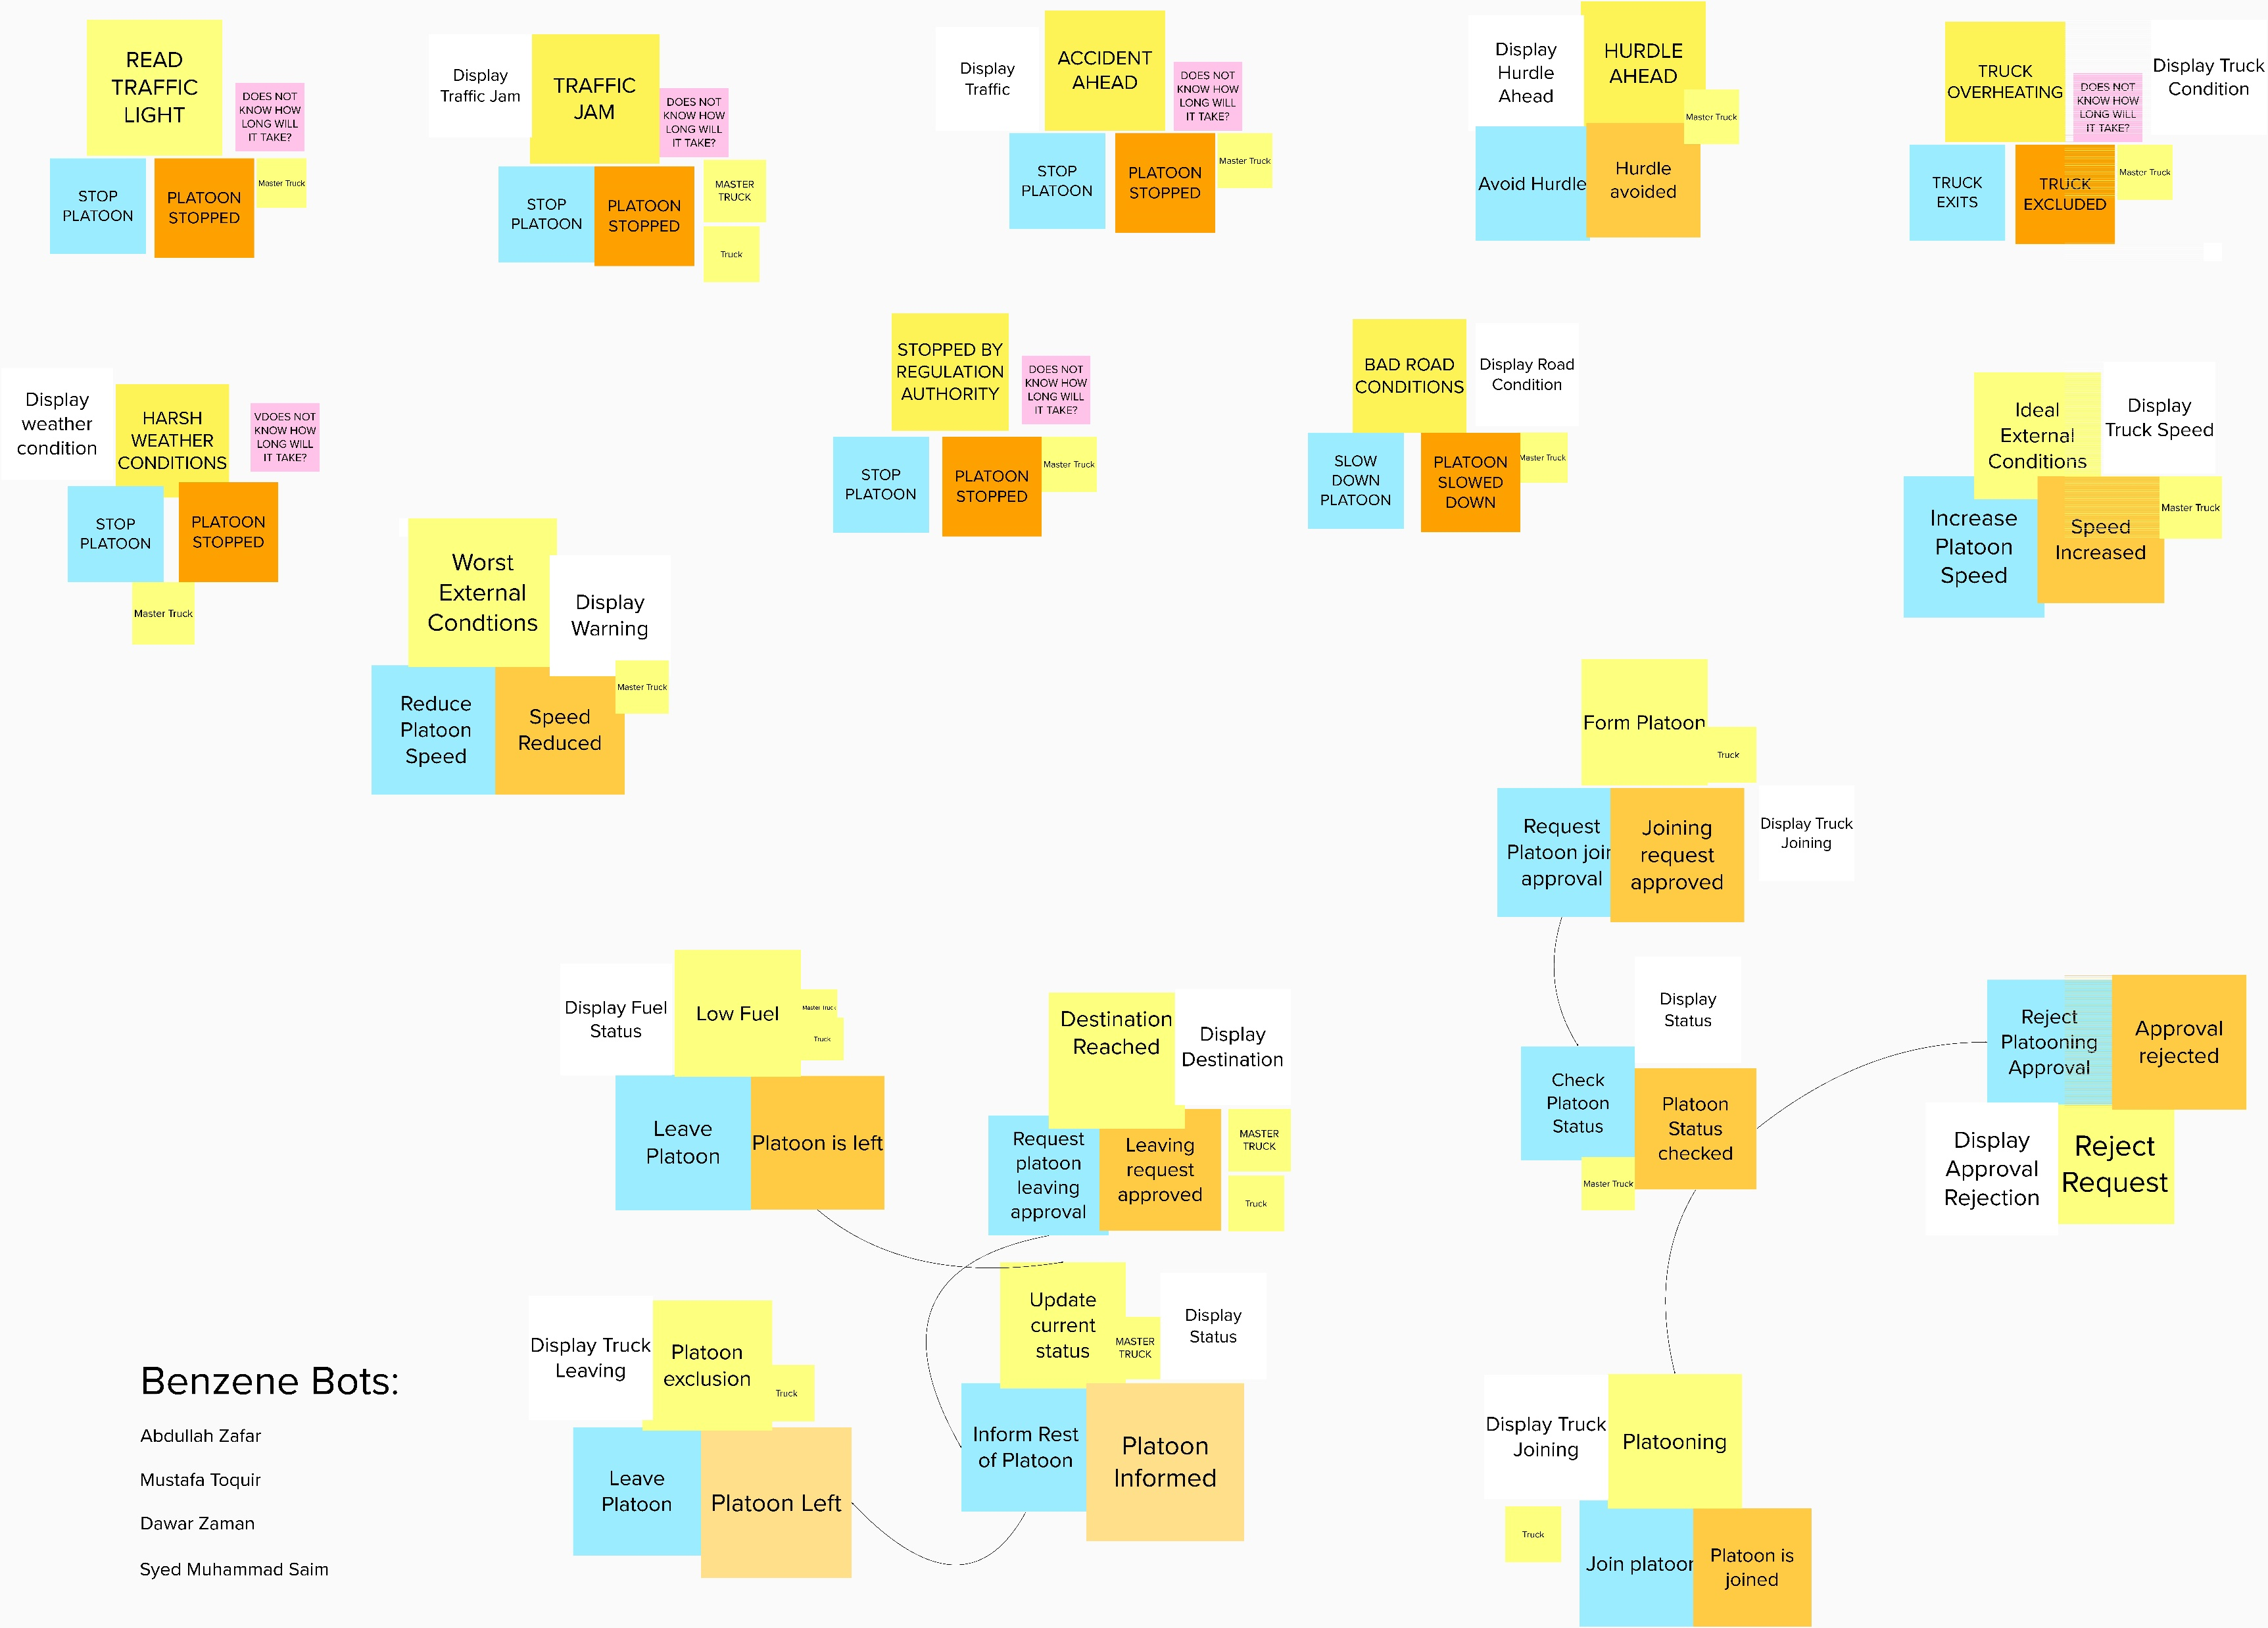 READ
TRAFFIC
LIGHT
DOES NOT
KNOW HOW
LONG WILL
IT TAKE?
STOP
PLATOON
PLATOON
STOPPED
Master Truck
Display
Traffic Jam
TRAFFIC
JAM
DOES NOT
KNOW HOW
LONG WILL
IT TAKE?
STOP
PLATOON
PLATOON
STOPPED
MASTER
TRUCK
Truck
Display
Traffic
ACCIDENT
AHEAD
DOES NOT
KNOW HOW
LONG WILL
IT TAKE?
STOP
PLATOON
PLATOON
STOPPED
Master Truck
Display
Hurdle
Ahead
HURDLE
AHEAD
Master Truck
Avoid Hurdle
Hurdle
avoided
TRUCK
OVERHEATING
DOES NOT
KNOW HOW
LONG WILL
IT TAKE?
Display Truck
Condition
TRUCK
EXITS
TRUCK
EXCLUDED
Master Truck
Display
weather
condition
HARSH
WEATHER
CONDITIONS
VDOES NOT
KNOW HOW
LONG WILL
IT TAKE?
STOP
PLATOON
PLATOON
STOPPED
Master Truck
Worst
External
Condtions
Display
Warning
Master Truck
Reduce
Platoon
Speed
Speed
Reduced
STOPPED BY
REGULATION
AUTHORITY
DOES NOT
KNOW HOW
LONG WILL
IT TAKE?
STOP
PLATOON
PLATOON
STOPPED
Master Truck
BAD ROAD
CONDITIONS
Display Road
Condition
SLOW
DOWN
PLATOON
PLATOON
SLOWED
DOWN
Master Truck
Ideal
External
Conditions
Display
Truck Speed
Increase
Platoon
Speed
Speed
Increased
Master Truck
Form Platoon
Truck
Request
Platoon join
approval
Joining
request
approved
Display Truck
Joining
Display
Status
Check
Platoon
Status
Platoon
Status
checked
Master Truck
Reject
Platooning
Approval
Approval
rejected
Display
Approval
Rejection
Reject
Request
Display Fuel
Status
Low Fuel
Master Truck
Truck
Leave
Platoon
Platoon is left
Destination
Reached
Display
Destination
Request
platoon
leaving
approval
Leaving
request
approved
MASTER
TRUCK
Truck
Update
current
status
MASTER
TRUCK
Display
Status
Inform Rest
of Platoon
Platoon
Informed
Display Truck
Leaving
Platoon
exclusion
Truck
Leave
Platoon
Platoon Left
Display Truck
Joining
Platooning
Truck
Join platoon
Platoon is
joined
Benzene Bots:
Abdullah Zafar
Mustafa Toquir
Dawar Zaman
Syed Muhammad Saim